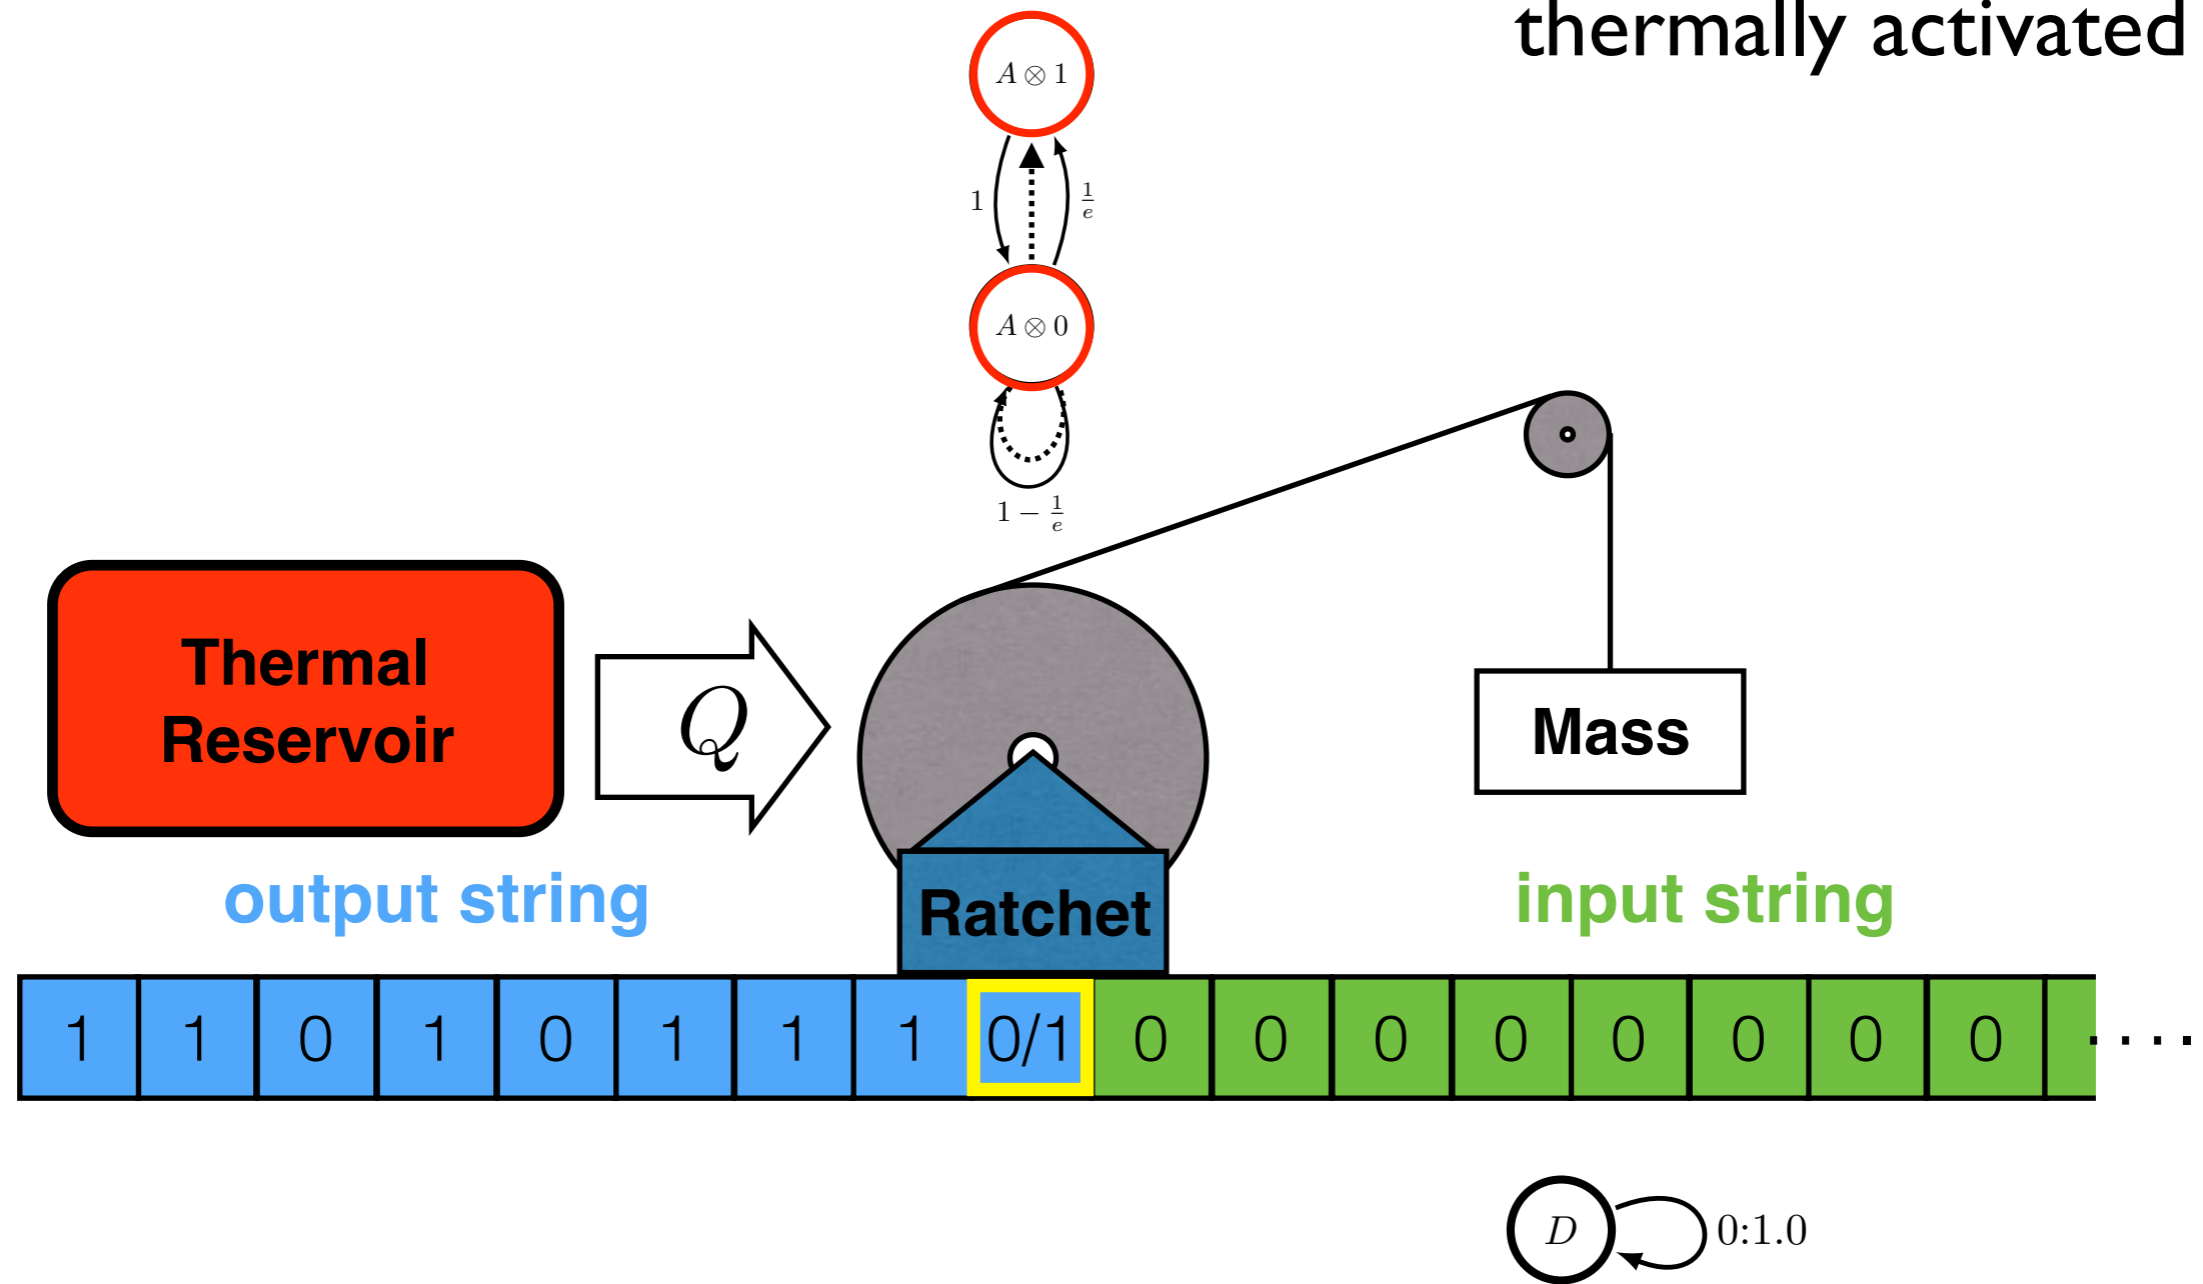 thermally activated
A ⊗ 1
1
1/e
A ⊗ 0
1 − 1/e
Thermal
Reservoir
Q
Mass
output string
Ratchet
input string
1 1 0 1 0 1 1 1 0/1 0 0 0 0 0 0 0 0 ....
D 0:1.0